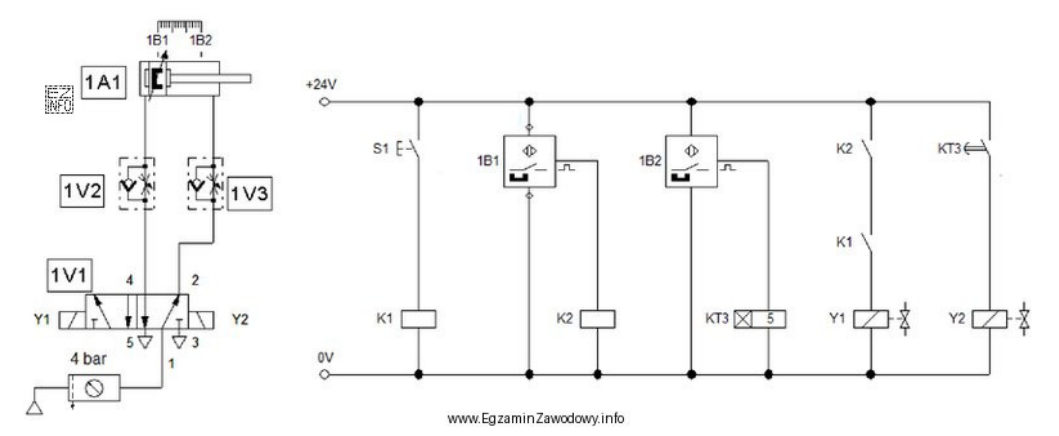 1B1 1B2
1A1
EZ
INFO
1V2
1V3
1V1
4 2
Y1 Y2
5 3
1
4 bar
+24V
S1
1B1
1B2
K2
KT3
K1
K1
K2
KT3 5
Y1
Y2
0V
www.EgzaminZawodowy.info